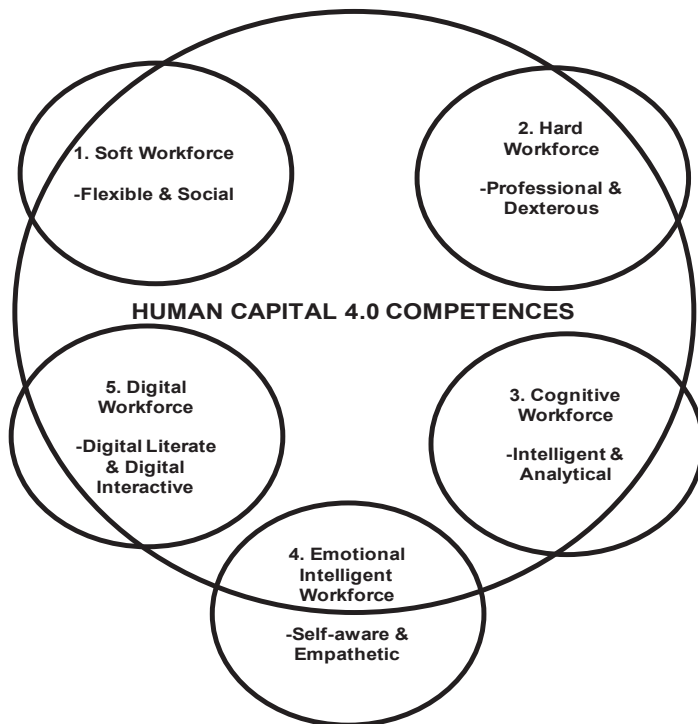 1. Soft Workforce
-Flexible & Social
2. Hard
Workforce
-Professional &
Dexterous
HUMAN CAPITAL 4.0 COMPETENCES
5. Digital
Workforce
-Digital Literate
& Digital
Interactive
3. Cognitive
Workforce
-Intelligent &
Analytical
4. Emotional
Intelligent
Workforce
-Self-aware &
Empathetic